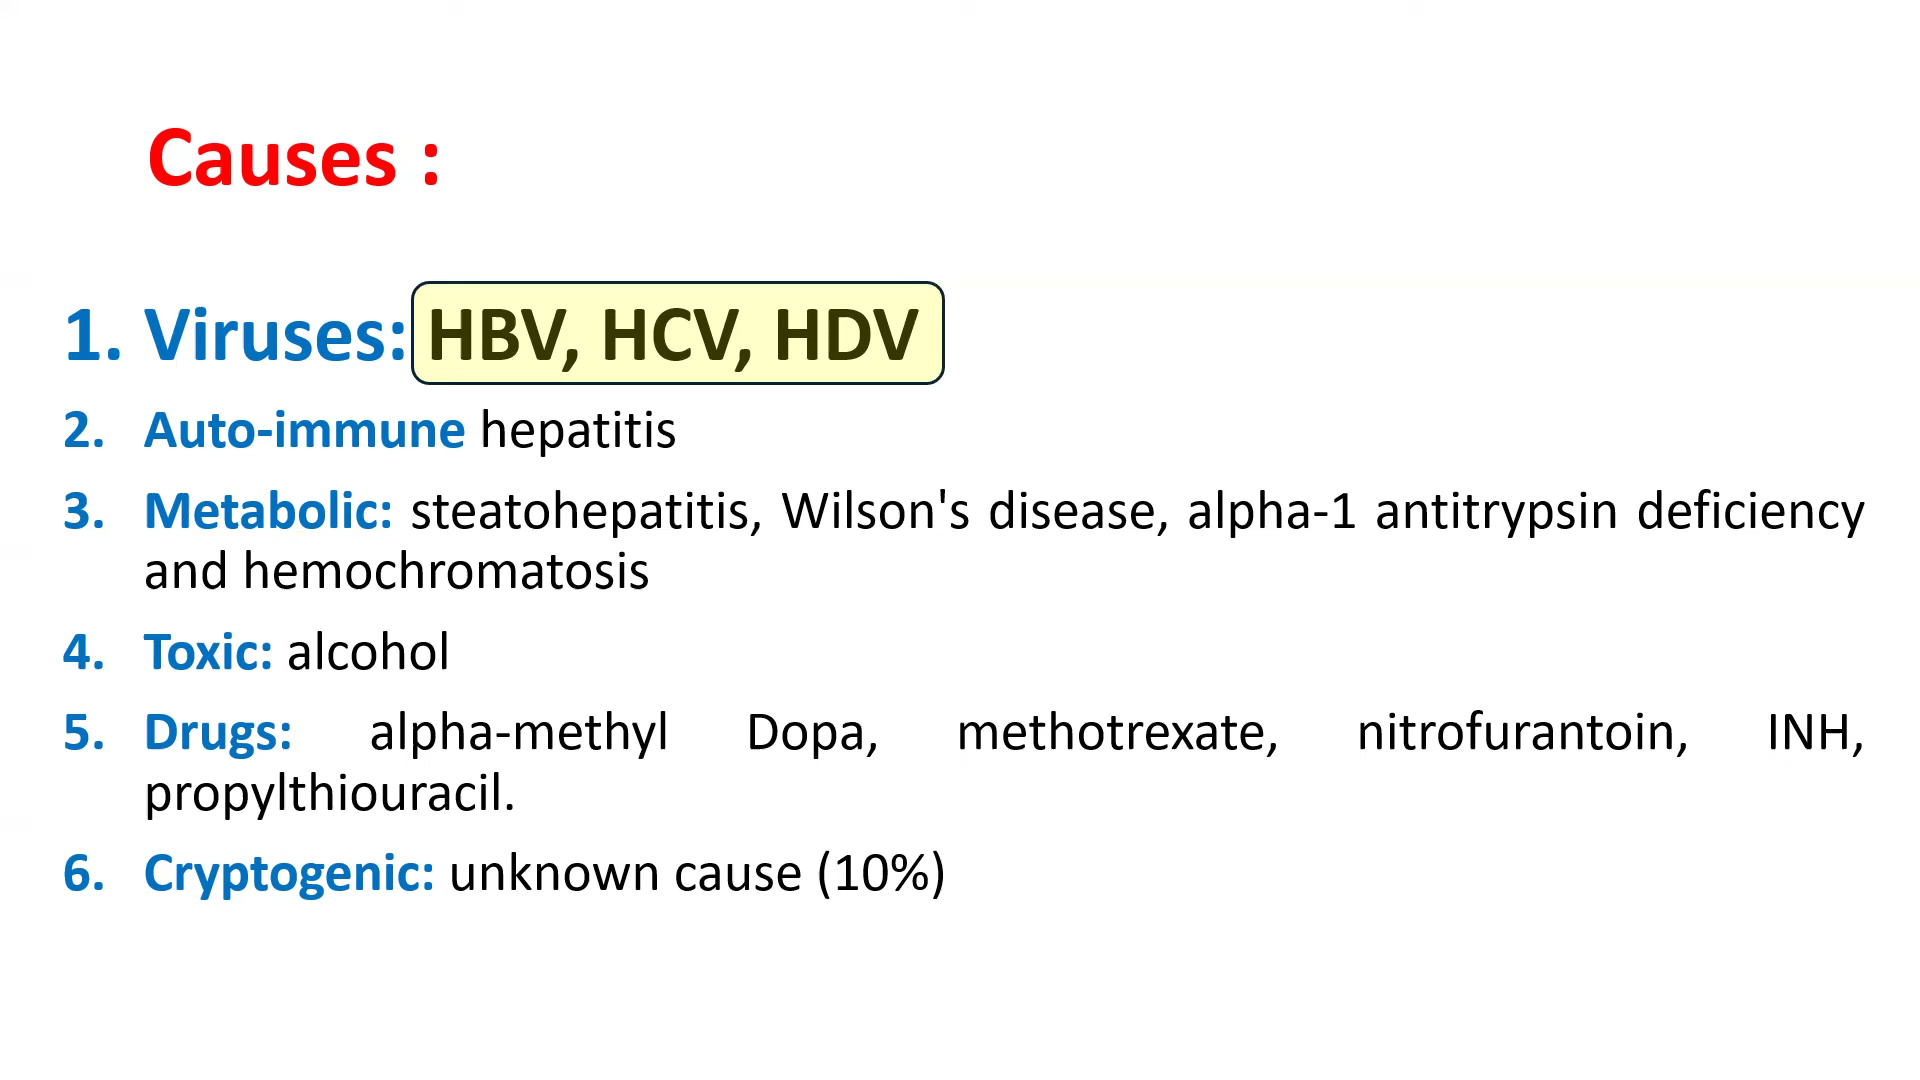 Causes :
1. Viruses: HBV, HCV, HDV
2. Auto-immune hepatitis
3. Metabolic: steatohepatitis, Wilson's disease, alpha-1 antitrypsin deficiency
and hemochromatosis
4. Toxic: alcohol
5. Drugs: alpha-methyl Dopa, methotrexate, nitrofurantoin, INH,
propylthiouracil.
6. Cryptogenic: unknown cause (10%)